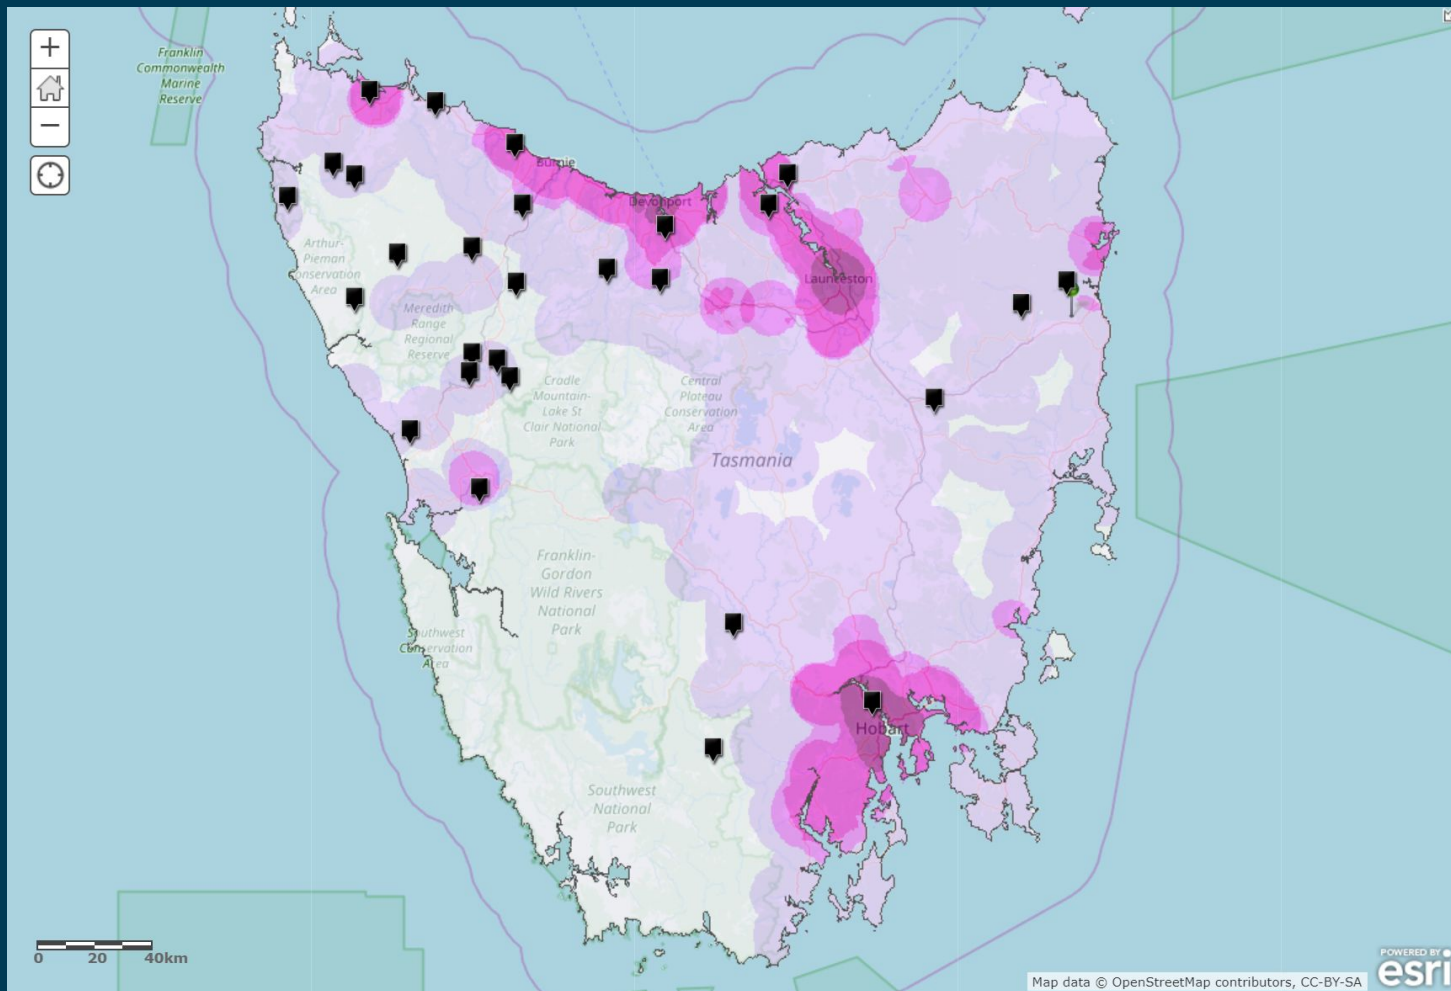 +
−
Franklin
Commonwealth
Marine
Reserve
Burnie
Devonport
Launceston
Arthur-
Pieman
Conservation
Area
Meredith
Range
Regional
Reserve
Cradle
Mountain-
Lake St
Clair National
Park
Central
Plateau
Conservation
Area
Tasmania
Franklin-
Gordon
Wild Rivers
National
Park
Southwest
Conservation
Area
Hobart
Southwest
National
Park
0 20 40km
Map data © OpenStreetMap contributors, CC-BY-SA
POWERED BY
esri